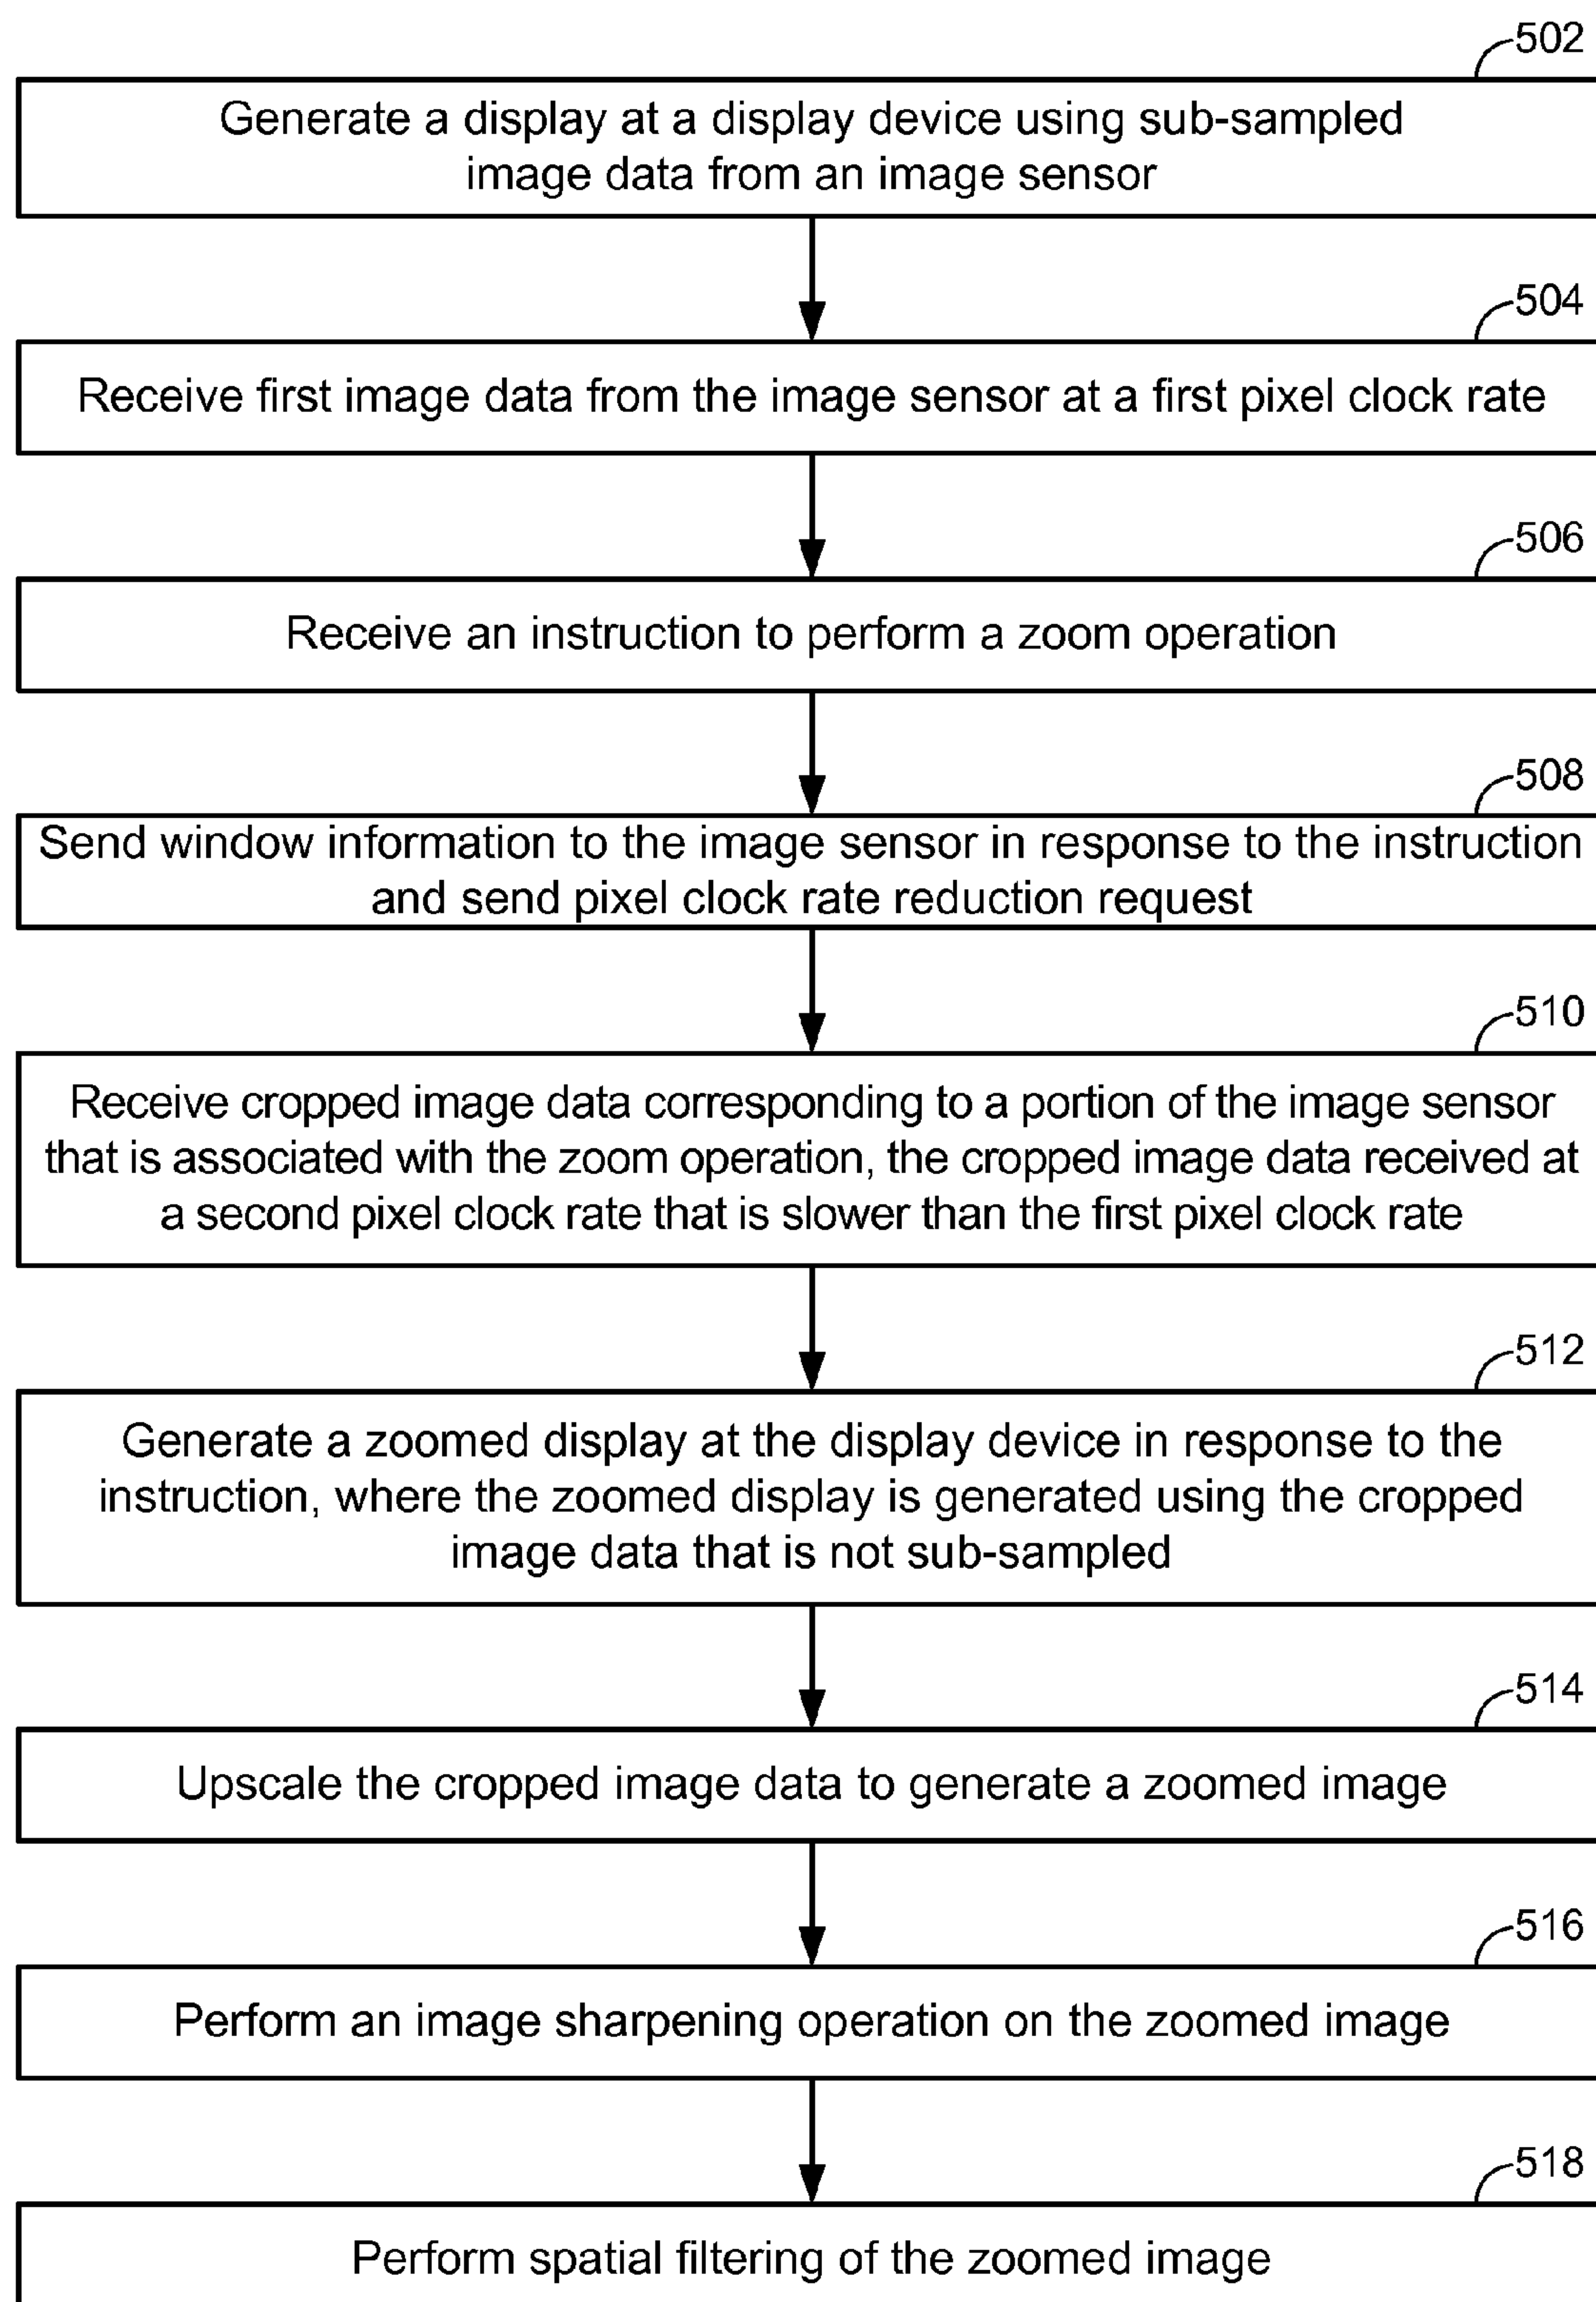 502
Generate a display at a display device using sub-sampled
image data from an image sensor
504
Receive first image data from the image sensor at a first pixel clock rate
506
Receive an instruction to perform a zoom operation
508
Send window information to the image sensor in response to the instruction
and send pixel clock rate reduction request
510
Receive cropped image data corresponding to a portion of the image sensor
that is associated with the zoom operation, the cropped image data received at
a second pixel clock rate that is slower than the first pixel clock rate
512
Generate a zoomed display at the display device in response to the
instruction, where the zoomed display is generated using the cropped
image data that is not sub-sampled
514
Upscale the cropped image data to generate a zoomed image
516
Perform an image sharpening operation on the zoomed image
518
Perform spatial filtering of the zoomed image